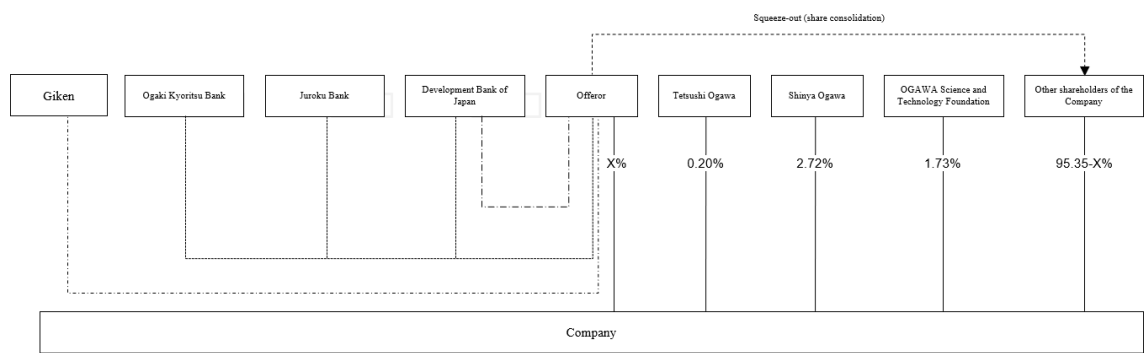 Squeeze-out (share consolidation)
Giken
Ogaki Kyoritsu Bank
Juroku Bank
Development Bank of
Japan
Offeror
Tetsushi Ogawa
Shinya Ogawa
OGAWA Science and
Technology Foundation
Other shareholders of the
Company
X%
0.20%
2.72%
1.73%
95.35-X%
Company